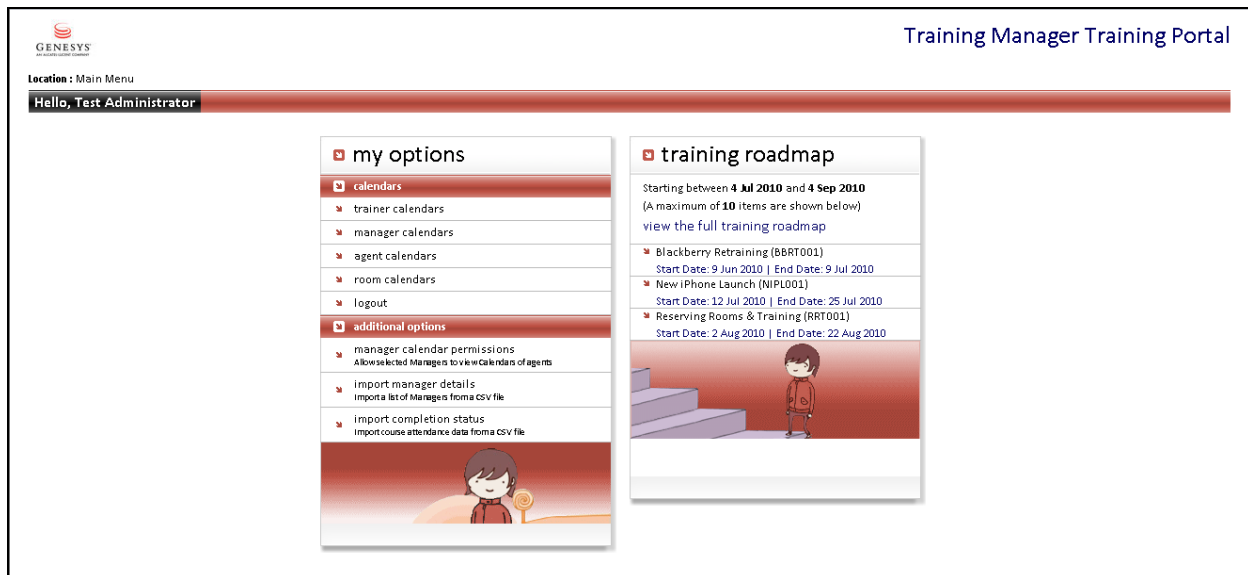 GENESYS
AN ALCATEL-LUCENT COMPANY
Training Manager Training Portal
Location : Main Menu
Hello, Test Administrator
my options
calendars
trainer calendars
manager calendars
agent calendars
room calendars
logout
additional options
manager calendar permissions
Allow selected Managers to view Calendars of agents
import manager details
Import a list of Managers from a CSV file
import completion status
Import course attendance data from a CSV file
training roadmap
Starting between 4 Jul 2010 and 4 Sep 2010
(A maximum of 10 items are shown below)
view the full training roadmap
Blackberry Retraining (BBRT001)
Start Date: 9 Jun 2010 | End Date: 9 Jul 2010
New iPhone Launch (NIPL001)
Start Date: 12 Jul 2010 | End Date: 25 Jul 2010
Reserving Rooms & Training (RRT001)
Start Date: 2 Aug 2010 | End Date: 22 Aug 2010